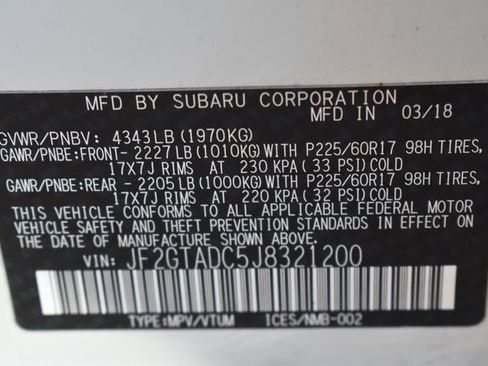 MFD BY SUBARU CORPORATION
MFD IN 03/18
GVWR/PNBV: 4343LB(1970KG)
GAWR/PNBE:FRONT- 2227LB(1010KG)WITH P225/60R17 98H TIRES,
17X7J RIMS AT 230 KPA(33 PSI)COLD
GAWR/PNBE:REAR - 2205LB(1000KG)WITH P225/60R17 98H TIRES,
17X7J RIMS AT 220 KPA(32 PSI)COLD
THIS VEHICLE CONFORMS TO ALL APPLICABLE FEDERAL MOTOR
VEHICLE SAFETY AND THEFT PREVENTION STANDARDS IN EFFECT
ON THE DATE OF MANUFACTURE SHOWN ABOVE.
VIN: JF2GTADC5J8321200
TYPE:MPV/VTUM ICES/NMB-002